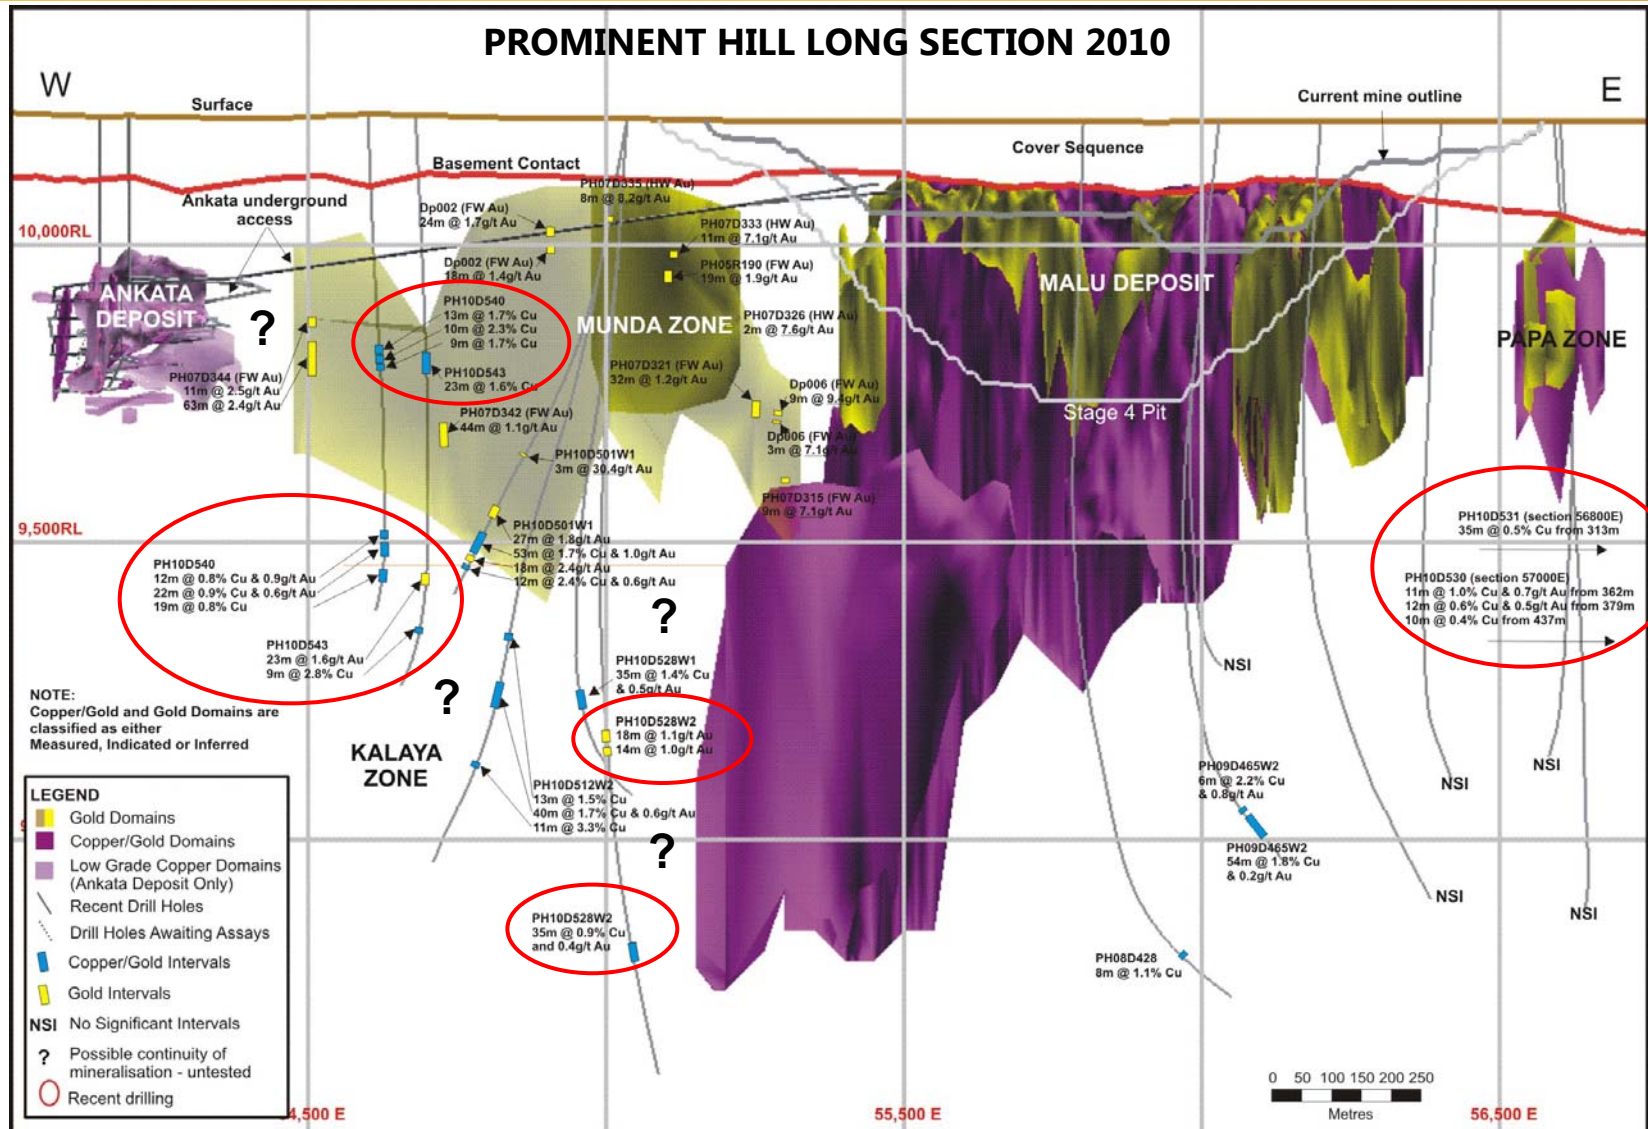 PROMINENT HILL LONG SECTION 2010
W
E
Surface
Current mine outline
Cover Sequence
Basement Contact
Ankata underground
access
10,000RL
PH07D335 (HW Au)
8m @ 8.2g/t Au
Dp002 (FW Au)
24m @ 1.7g/t Au
PH07D333 (HW Au)
11m @ 7.1g/t Au
Dp002 (FW Au)
18m @ 1.4g/t Au
PH05R190 (FW Au)
19m @ 1.9g/t Au
ANKATA
DEPOSIT
?
PH10D540
13m @ 1.7% Cu
10m @ 2.3% Cu
9m @ 1.7% Cu
MUNDA ZONE
PH07D326 (HW Au)
2m @ 7.6g/t Au
MALU DEPOSIT
PAPA ZONE
PH07D344 (FW Au)
11m @ 2.5g/t Au
63m @ 2.4g/t Au
PH10D543
23m @ 1.6% Cu
PH07D321 (FW Au)
32m @ 1.2g/t Au
Dp006 (FW Au)
9m @ 9.4g/t Au
Stage 4 Pit
PH07D342 (FW Au)
44m @ 1.1g/t Au
Dp006 (FW Au)
3m @ 7.1g/t Au
PH10D501W1
3m @ 30.4g/t Au
PH07D315 (FW Au)
9m @ 7.1g/t Au
9,500RL
PH10D501W1
27m @ 1.8g/t Au
53m @ 1.7% Cu & 1.0g/t Au
18m @ 2.4g/t Au
12m @ 2.4% Cu & 0.6g/t Au
PH10D531 (section 56800E)
35m @ 0.5% Cu from 313m
PH10D540
12m @ 0.8% Cu & 0.9g/t Au
22m @ 0.9% Cu & 0.6g/t Au
19m @ 0.8% Cu
PH10D530 (section 57000E)
11m @ 1.0% Cu & 0.7g/t Au from 362m
12m @ 0.6% Cu & 0.5g/t Au from 379m
10m @ 0.4% Cu from 437m
?
PH10D543
23m @ 1.6g/t Au
9m @ 2.8% Cu
PH10D528W1
35m @ 1.4% Cu
& 0.5g/t Au
NSI
?
NOTE:
Copper/Gold and Gold Domains are
classified as either
Measured, Indicated or Inferred
PH10D528W2
18m @ 1.1g/t Au
14m @ 1.0g/t Au
KALAYA
ZONE
PH10D512W2
13m @ 1.5% Cu
40m @ 1.7% Cu & 0.6g/t Au
11m @ 3.3% Cu
PH09D465W2
6m @ 2.2% Cu
& 0.8g/t Au
NSI
NSI
?
PH09D465W2
54m @ 1.8% Cu
& 0.2g/t Au
NSI
NSI
PH10D528W2
35m @ 0.9% Cu
and 0.4g/t Au
PH08D428
8m @ 1.1% Cu
LEGEND
Gold Domains
Copper/Gold Domains
Low Grade Copper Domains
(Ankata Deposit Only)
Recent Drill Holes
Drill Holes Awaiting Assays
Copper/Gold Intervals
Gold Intervals
NSI No Significant Intervals
? Possible continuity of
mineralisation - untested
Recent drilling
0 50 100 150 200 250
Metres
4,500 E
55,500 E
56,500 E